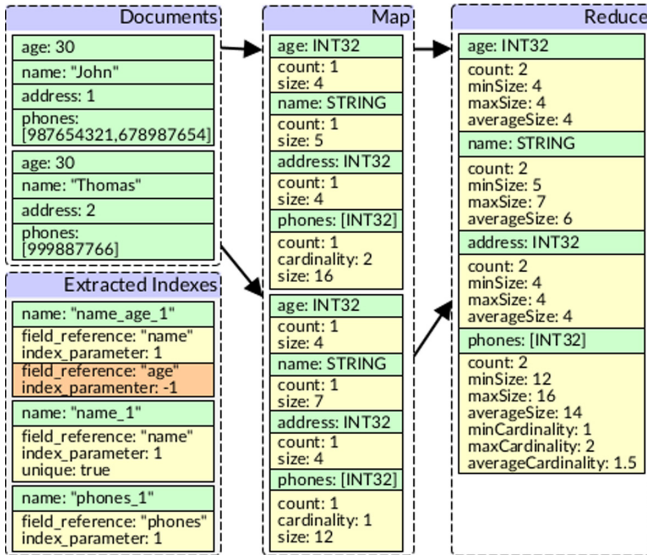 Documents
age: 30
name: "John"
address: 1
phones:
[987654321,678987654]
age: 30
name: "Thomas"
address: 2
phones:
[999887766]
Extracted Indexes
name: "name_age_1"
field_reference: "name"
index_parameter: 1
field_reference: "age"
index_paramenter: -1
name: "name_1"
field_reference: "name"
index_parameter: 1
unique: true
name: "phones_1"
field_reference: "phones"
index_parameter: 1
Map
age: INT32
count: 1
size: 4
name: STRING
count: 1
size: 5
address: INT32
count: 1
size: 4
phones: [INT32]
count: 1
cardinality: 2
size: 16
age: INT32
count: 1
size: 4
name: STRING
count: 1
size: 7
address: INT32
count: 1
size: 4
phones: [INT32]
count: 1
cardinality: 1
size: 12
Reduce
age: INT32
count: 2
minSize: 4
maxSize: 4
averageSize: 4
name: STRING
count: 2
minSize: 5
maxSize: 7
averageSize: 6
address: INT32
count: 2
minSize: 4
maxSize: 4
averageSize: 4
phones: [INT32]
count: 2
minSize: 12
maxSize: 16
averageSize: 14
minCardinality: 1
maxCardinality: 2
averageCardinality: 1.5